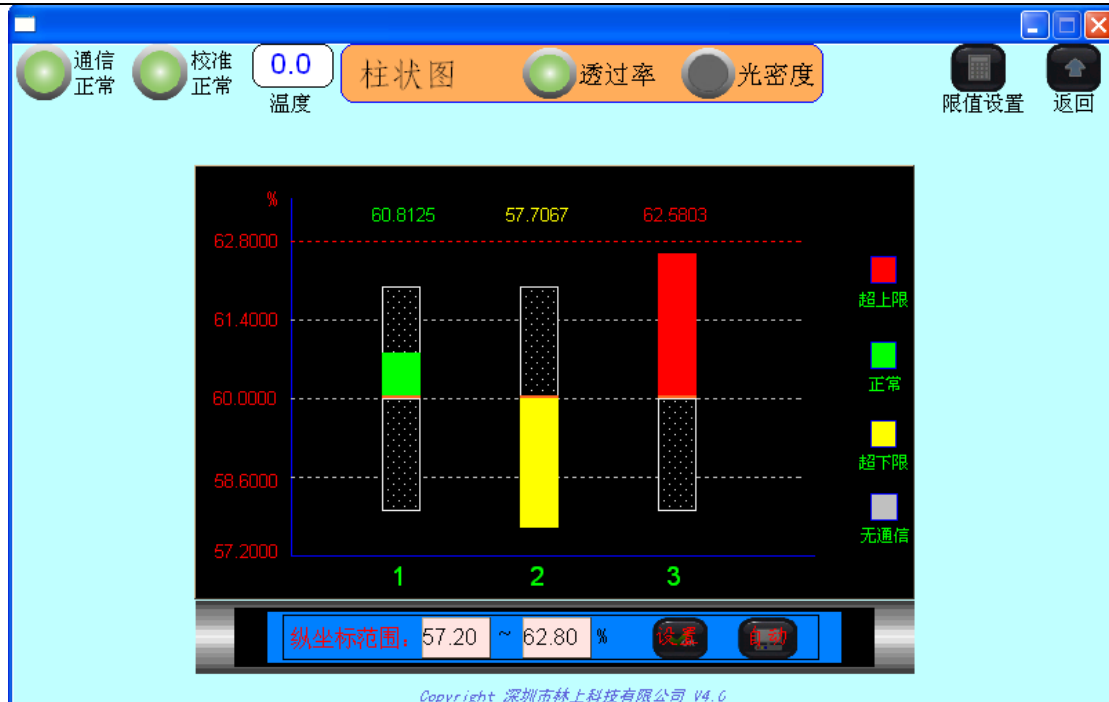 通信
正常
校准
正常
0.0
温度
柱状图
透过率
光密度
限值设置
返回
%
60.8125
57.7067
62.5803
62.8000
61.4000
60.0000
58.6000
57.2000
超上限
正常
超下限
无通信
1
2
3
纵坐标范围:
57.20
~
62.80
%
设置
自动
Copyright 深圳市林上科技有限公司